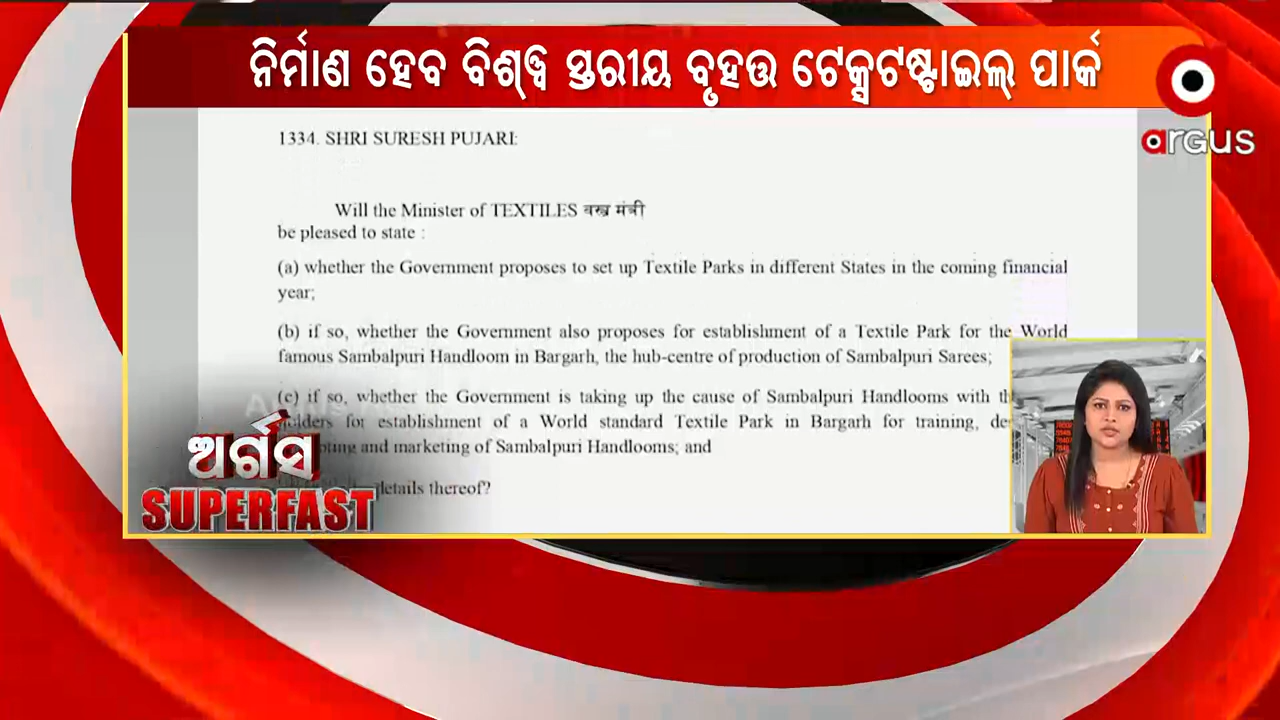 ନିର୍ମାଣ ହେବ ବିଶ୍ୱ ସ୍ତରୀୟ ବୃହତ୍ତ ଟେକ୍ସଟଷ୍ଟାଇଲ୍ ପାର୍କ
argus
1334. SHRI SURESH PUJARI:
Will the Minister of TEXTILES वस्त्र मंत्री
be pleased to state :
(a) whether the Government proposes to set up Textile Parks in different States in the coming financial
year;
(b) if so, whether the Government also proposes for establishment of a Textile Park for the World
famous Sambalpuri Handloom in Bargarh, the hub-centre of production of Sambalpuri Sarees;
(c) if so, whether the Government is taking up the cause of Sambalpuri Handlooms with
for establishment of a World standard Textile Park in Bargarh for training,
and marketing of Sambalpuri Handlooms; and
details thereof?
ଅର୍ଗସ
SUPERFAST